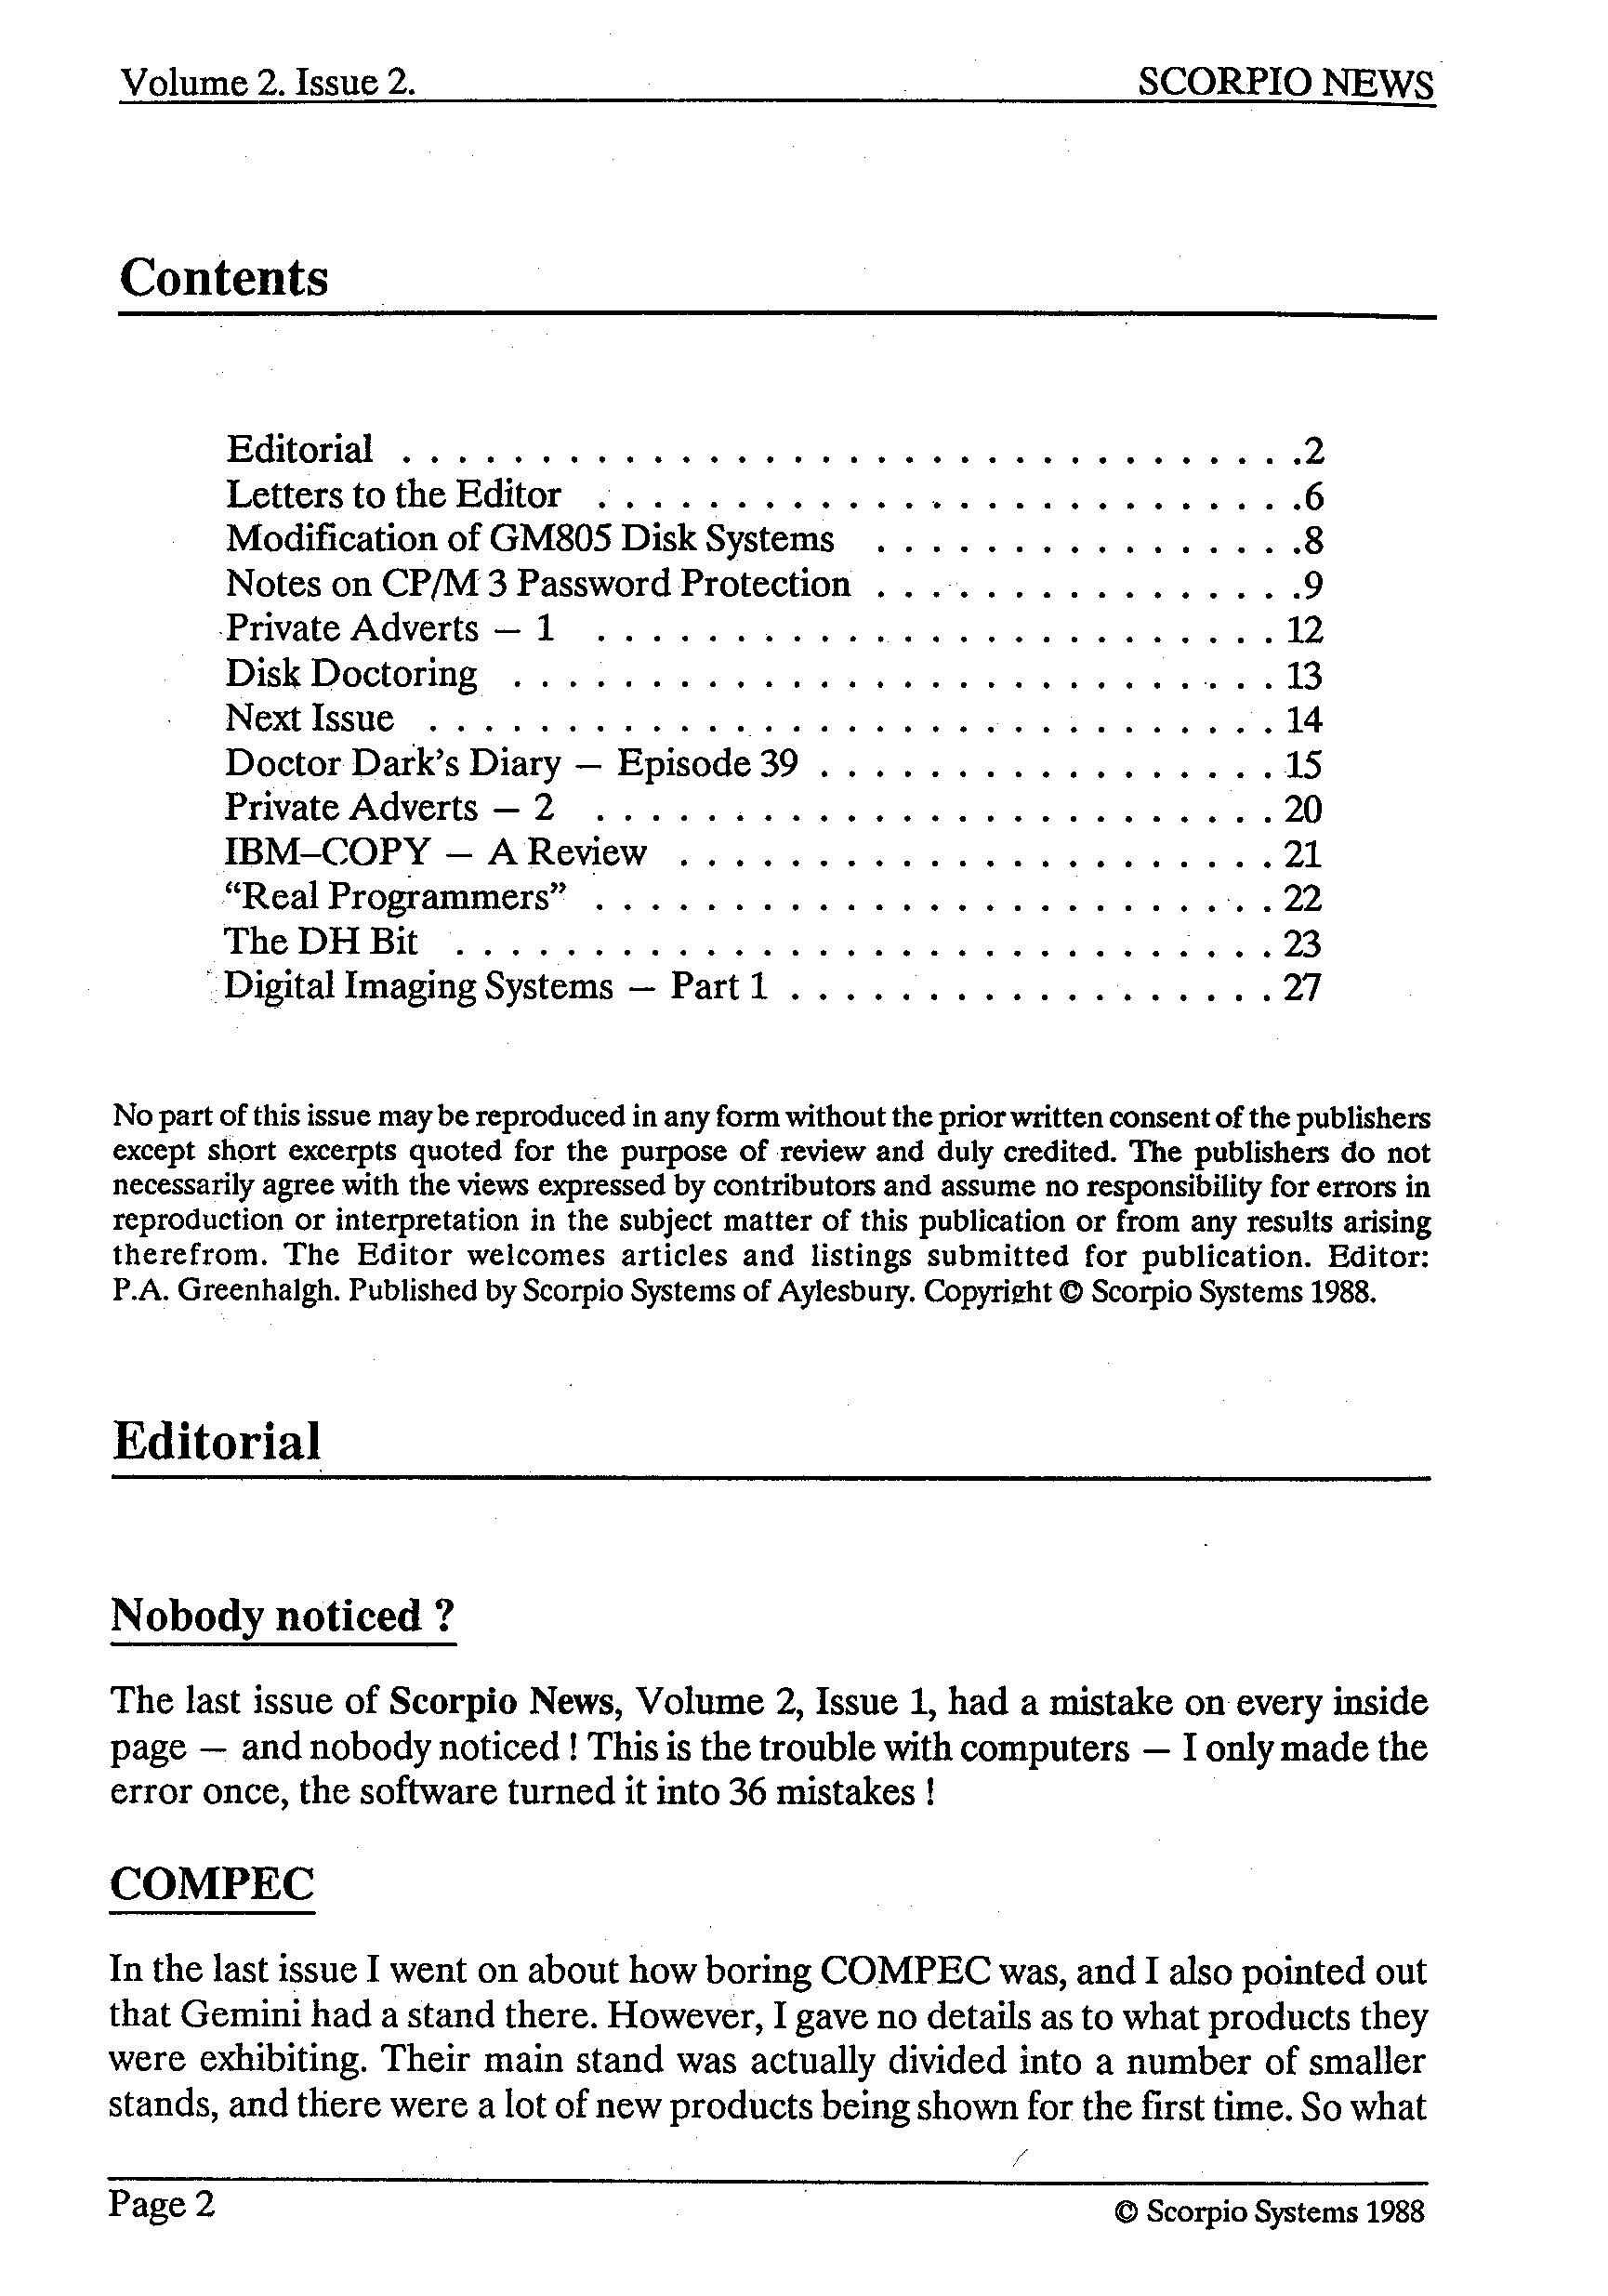 Volume 2. Issue 2. SCORPIO NEWS
Contents
Editorial . . . . . . . . . . . . . . . . . . . . . . . . . . . . . . . . .2
Letters to the Editor . . . . . . . . . . . . . . . . . . . . . . . . . .6
Modification of GM805 Disk Systems . . . . . . . . . . . . . . . .8
Notes on CP/M 3 Password Protection . . . . . . . . . . . . . . . .9
Private Adverts — 1 . . . . . . . . . . . . . . . . . . . . . . . . . 12
Disk Doctoring . . . . . . . . . . . . . . . . . . . . . . . . . . . . 13
Next Issue . . . . . . . . . . . . . . . . . . . . . . . . . . . . . . . 14
Doctor Dark's Diary — Episode 39 . . . . . . . . . . . . . . . . . 15
Private Adverts — 2 . . . . . . . . . . . . . . . . . . . . . . . . . 20
IBM–COPY — A Review . . . . . . . . . . . . . . . . . . . . . . 21
“Real Programmers” . . . . . . . . . . . . . . . . . . . . . . . . . 22
The DH Bit . . . . . . . . . . . . . . . . . . . . . . . . . . . . . . 23
Digital Imaging Systems — Part 1 . . . . . . . . . . . . . . . . . . 27
No part of this issue may be reproduced in any form without the prior written consent of the publishers
except short excerpts quoted for the purpose of review and duly credited. The publishers do not
necessarily agree with the views expressed by contributors and assume no responsibility for errors in
reproduction or interpretation in the subject matter of this publication or from any results arising
therefrom. The Editor welcomes articles and listings submitted for publication. Editor:
P.A. Greenhalgh. Published by Scorpio Systems of Aylesbury. Copyright © Scorpio Systems 1988.
Editorial
Nobody noticed ?
The last issue of Scorpio News, Volume 2, Issue 1, had a mistake on every inside
page — and nobody noticed ! This is the trouble with computers — I only made the
error once, the software turned it into 36 mistakes !
COMPEC
In the last issue I went on about how boring COMPEC was, and I also pointed out
that Gemini had a stand there. However, I gave no details as to what products they
were exhibiting. Their main stand was actually divided into a number of smaller
stands, and there were a lot of new products being shown for the first time. So what
Page 2 © Scorpio Systems 1988